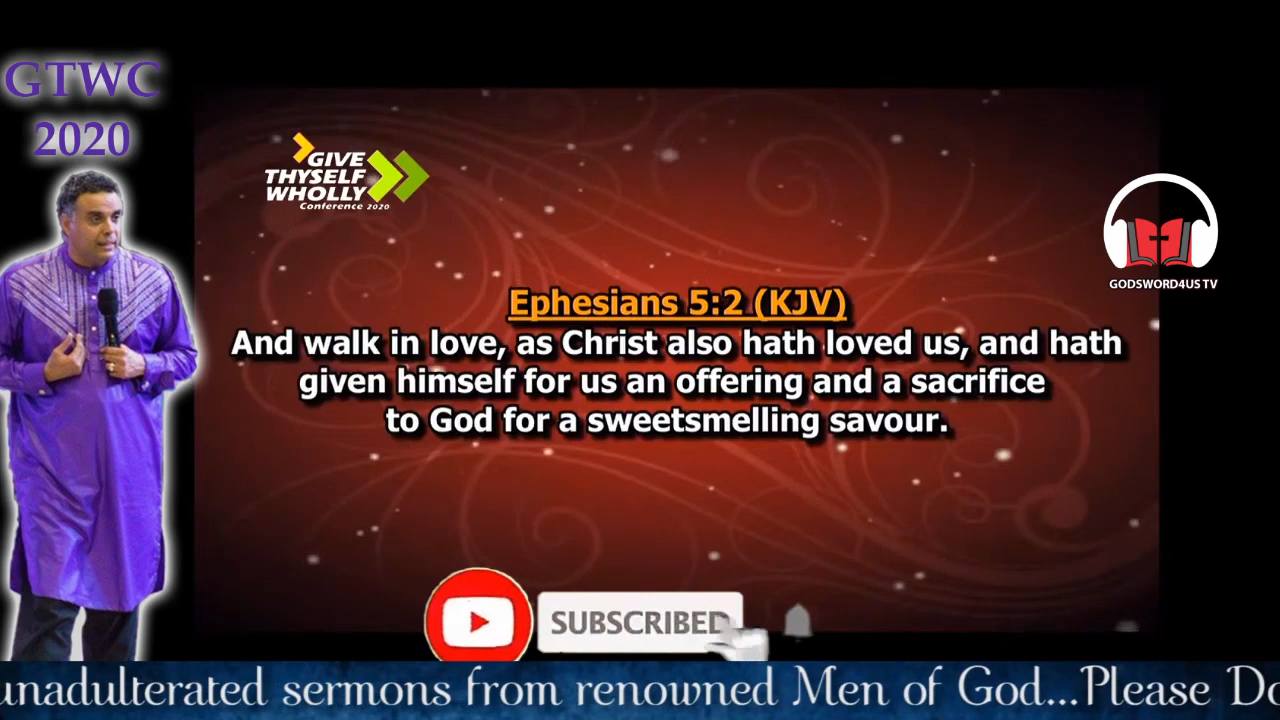 GTWC
2020
GIVE
THYSELF
WHOLLY
Conference 2020
GODSWORD4US TV
Ephesians 5:2 (KJV)
And walk in love, as Christ also hath loved us, and hath
given himself for us an offering and a sacrifice
to God for a sweetsmelling savour.
SUBSCRIBED
unadulterated sermons from renowned Men of God...Please Do